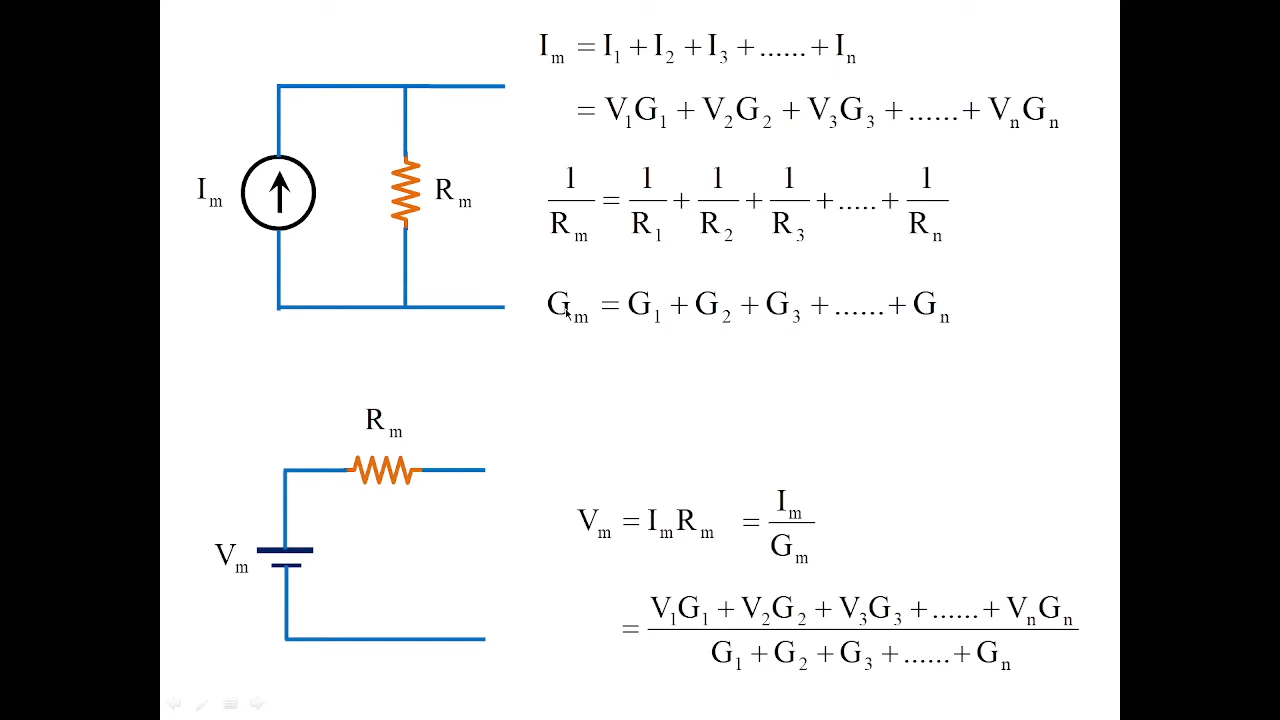 I_m = I_1 + I_2 + I_3 + ...... + I_n
= V_1G_1 + V_2G_2 + V_3G_3 + ...... + V_nG_n
I_m
R_m
1/R_m = 1/R_1 + 1/R_2 + 1/R_3 + ..... + 1/R_n
G_m = G_1 + G_2 + G_3 + ...... + G_n
R_m
V_m
V_m = I_mR_m = I_m/G_m
= (V_1G_1 + V_2G_2 + V_3G_3 + ...... + V_nG_n)/(G_1 + G_2 + G_3 + ...... + G_n)